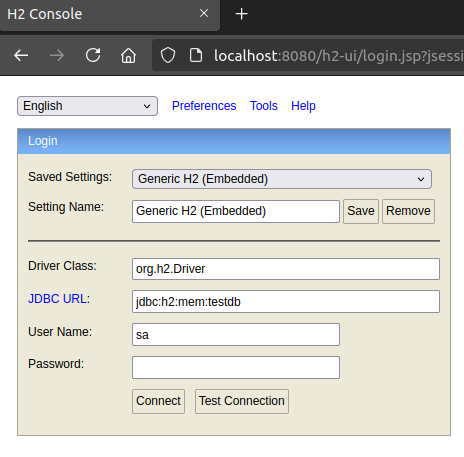 H2 Console
localhost:8080/h2-ui/login.jsp?jsessi
English Preferences Tools Help
Login
Saved Settings: Generic H2 (Embedded)
Setting Name: Generic H2 (Embedded) Save Remove
Driver Class: org.h2.Driver
JDBC URL: jdbc:h2:mem:testdb
User Name: sa
Password:
Connect Test Connection